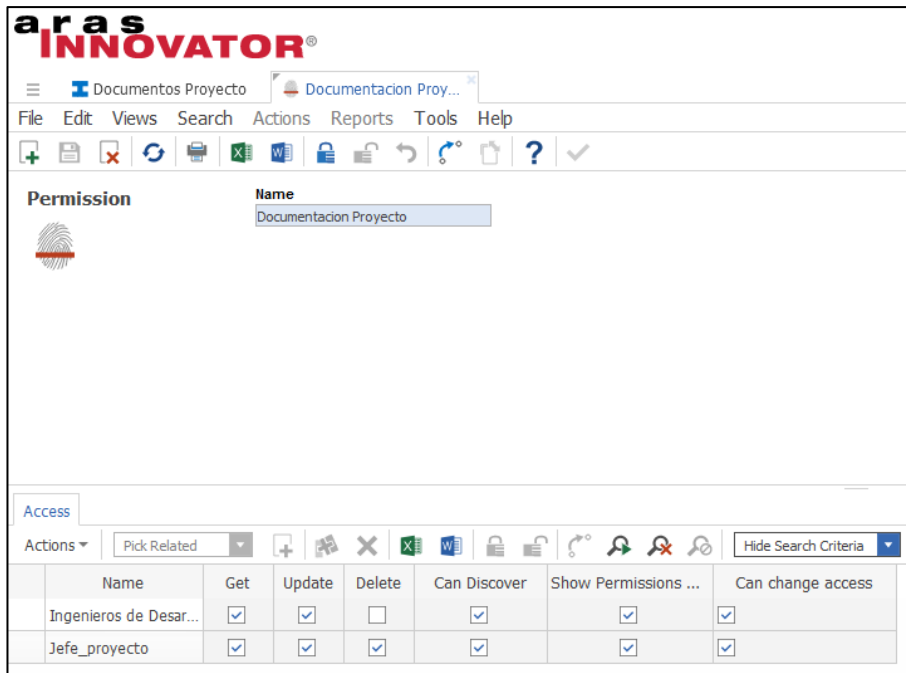 aras
INNOVATOR®
Documentos Proyecto Documentacion Proy...
File Edit Views Search Actions Reports Tools Help
Permission
Name
Documentacion Proyecto
Access
Actions Pick Related Hide Search Criteria
Name Get Update Delete Can Discover Show Permissions ... Can change access
Ingenieros de Desar...
Jefe_proyecto